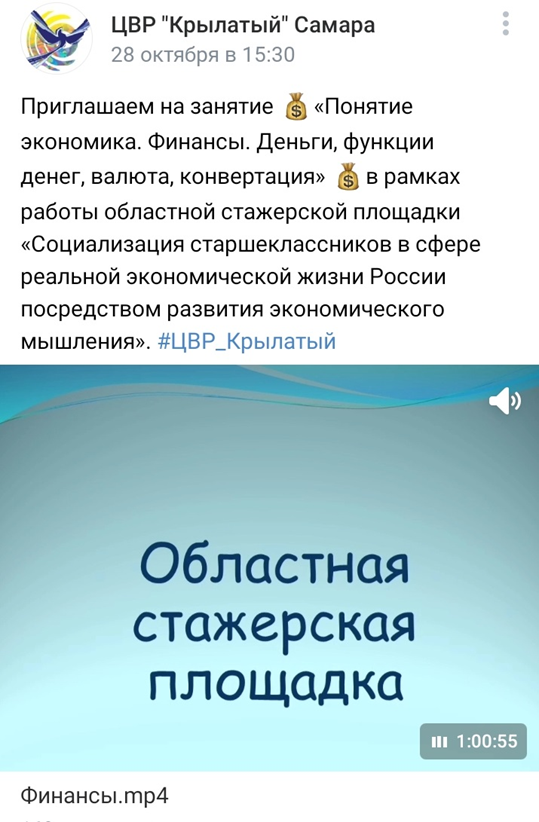 ЦВР "Крылатый" Самара
28 октября в 15:30
Приглашаем на занятие 💰 «Понятие
экономика. Финансы. Деньги, функции
денег, валюта, конвертация» 💰 в рамках
работы областной стажерской площадки
«Социализация старшеклассников в сфере
реальной экономической жизни России
посредством развития экономического
мышления». #ЦВР_Крылатый
Областная
стажерская
площадка
1:00:55
Финансы.mp4